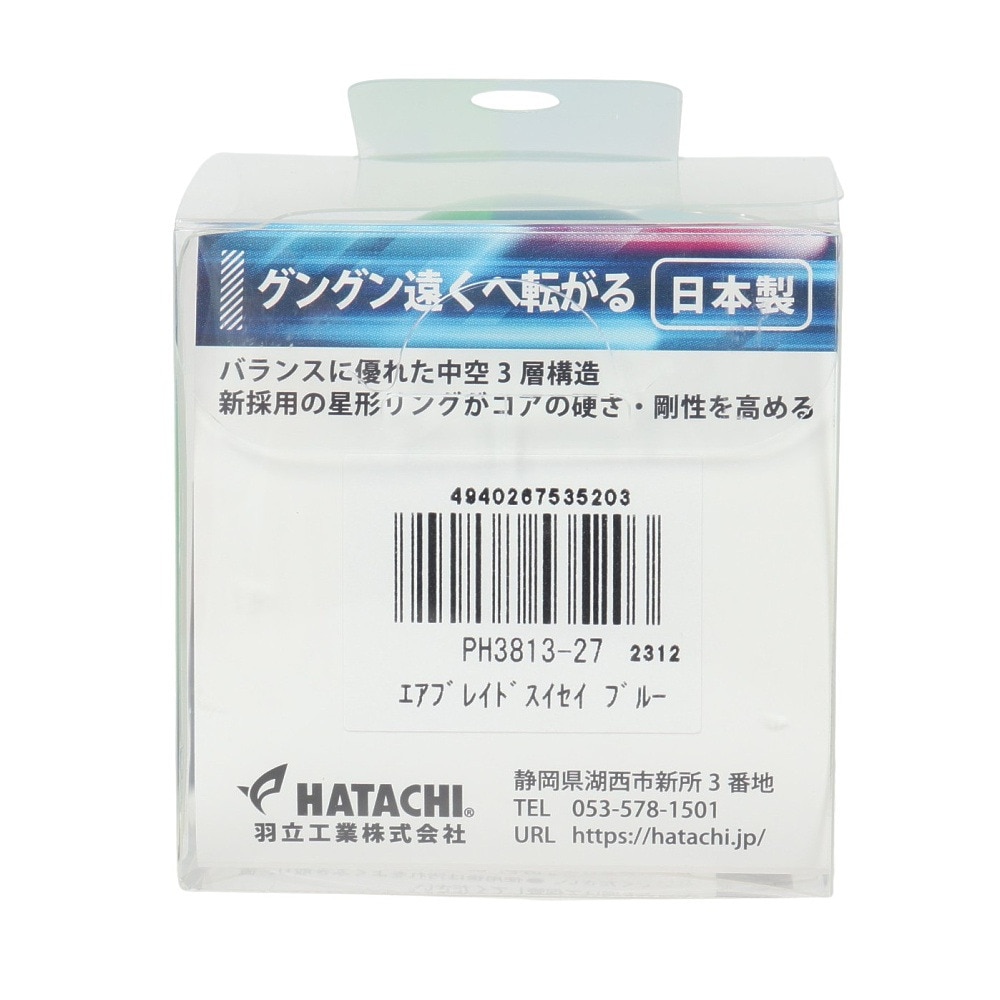 グングン遠くへ転がる 日本製
バランスに優れた中空3層構造
新採用の星形リングがコアの硬さ・剛性を高める
4940267535203
PH3813-27 2312
ｴｱﾌﾞﾚｲﾄﾞｽｲｾｲ ﾌﾞﾙｰ
HATACHI®
羽立工業株式会社
静岡県湖西市新所3番地
TEL 053-578-1501
URL https://hatachi.jp/